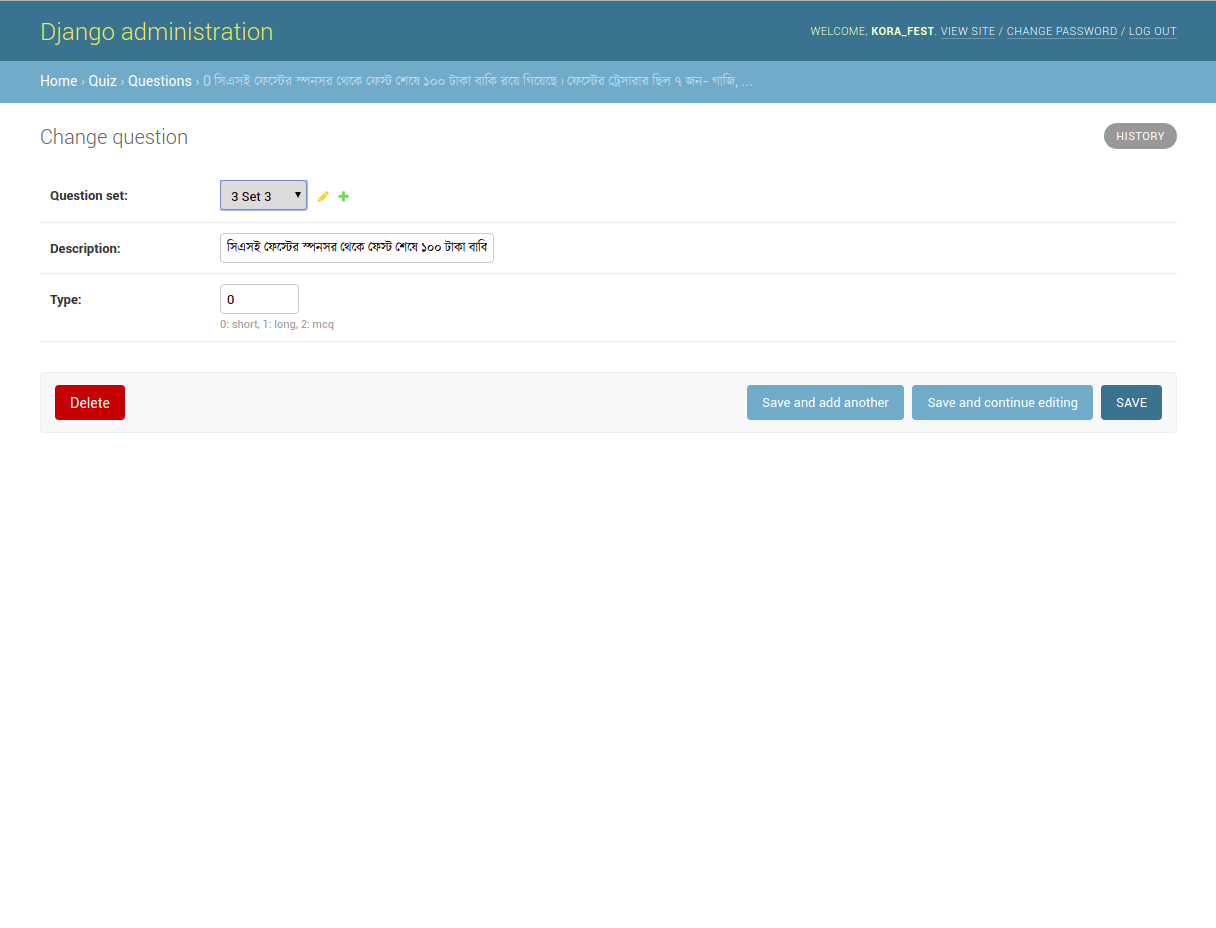 Django administration
WELCOME, KORA_FEST. VIEW SITE / CHANGE PASSWORD / LOG OUT
Home › Quiz › Questions › 0 সিএসই ফেস্টের স্পনসর থেকে ফেস্ট শেষে ১০০ টাকা বাকি রয়ে গিয়েছে। ফেস্টের ট্রেসারার ছিল ৭ জন- গাজি, ...
Change question
HISTORY
Question set:
3 Set 3
Description:
সিএসই ফেস্টের স্পনসর থেকে ফেস্ট শেষে ১০০ টাকা বাবি
Type:
0
0: short, 1: long, 2: mcq
Delete
Save and add another
Save and continue editing
SAVE